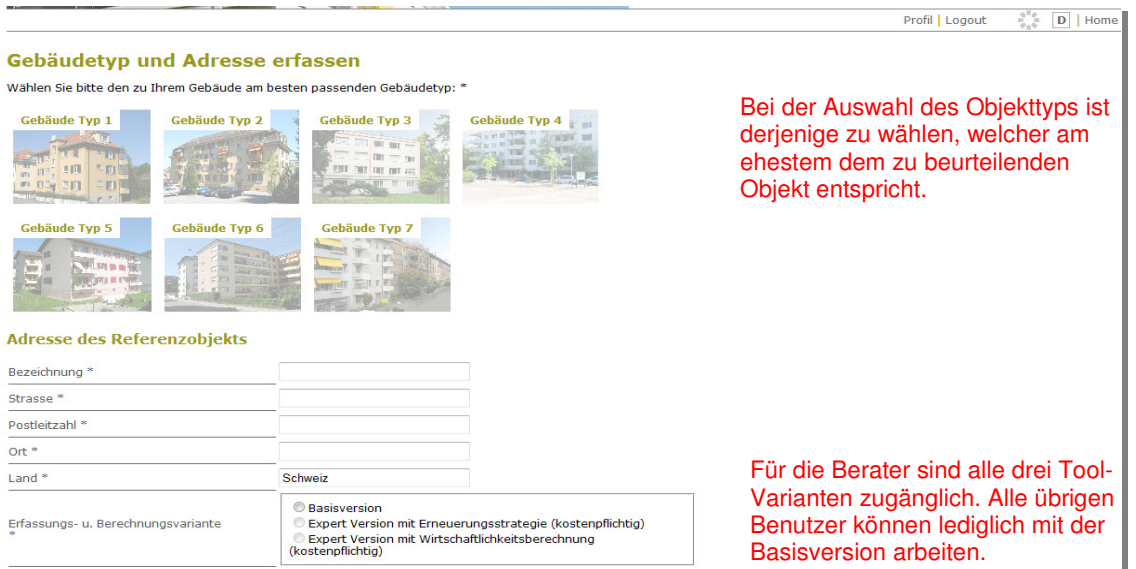 Profil | Logout D | Home
Gebäudetyp und Adresse erfassen
Wählen Sie bitte den zu Ihrem Gebäude am besten passenden Gebäudetyp: *
Gebäude Typ 1 Gebäude Typ 2 Gebäude Typ 3 Gebäude Typ 4
Bei der Auswahl des Objekttyps ist
derjenige zu wählen, welcher am
ehestem dem zu beurteilenden
Objekt entspricht.
Gebäude Typ 5 Gebäude Typ 6 Gebäude Typ 7
Adresse des Referenzobjekts
Bezeichnung *
Strasse *
Postleitzahl *
Ort *
Land * Schweiz
Erfassungs- u. Berechnungsvariante
*
Basisversion
Expert Version mit Erneuerungsstrategie (kostenpflichtig)
Expert Version mit Wirtschaftlichkeitsberechnung
(kostenpflichtig)
Für die Berater sind alle drei Tool-
Varianten zugänglich. Alle übrigen
Benutzer können lediglich mit der
Basisversion arbeiten.